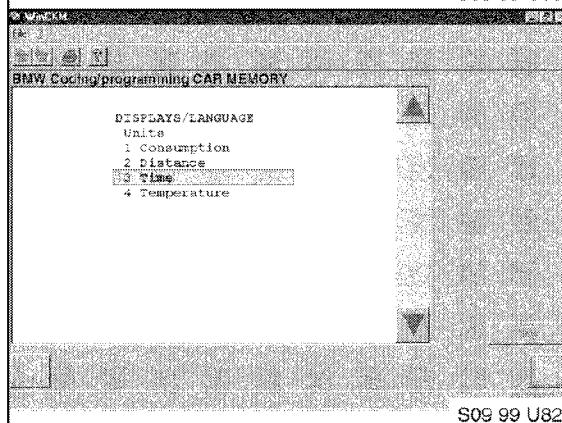 WinCKM
BMW Coding/programming CAR MEMORY
DISPLAYS/LANGUAGE
Units
1 Consumption
2 Distance
3 Time
4 Temperature
S09 99 U82